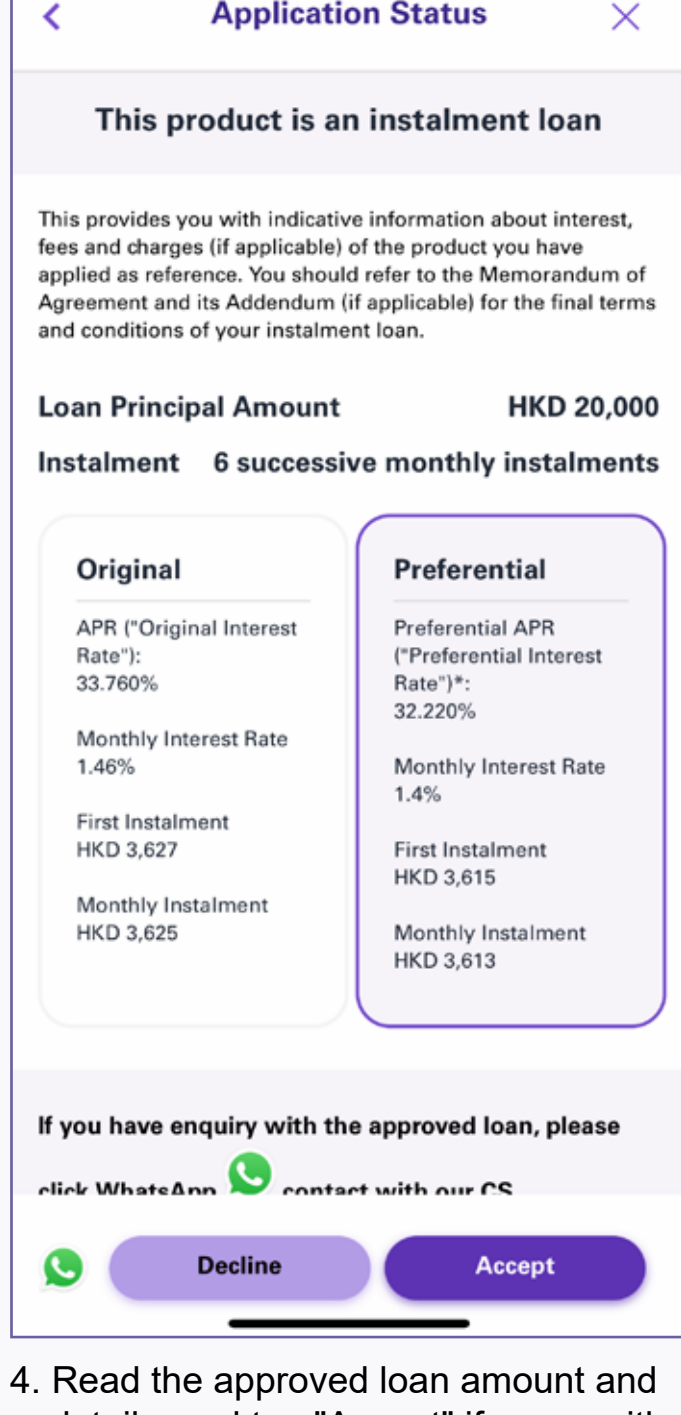 Application Status
This product is an instalment loan
This provides you with indicative information about interest,
fees and charges (if applicable) of the product you have
applied as reference. You should refer to the Memorandum of
Agreement and its Addendum (if applicable) for the final terms
and conditions of your instalment loan.
Loan Principal Amount HKD 20,000
Instalment 6 successive monthly instalments
Original
APR ("Original Interest
Rate"):
33.760%
Monthly Interest Rate
1.46%
First Instalment
HKD 3,627
Monthly Instalment
HKD 3,625
Preferential
Preferential APR
("Preferential Interest
Rate")*:
32.220%
Monthly Interest Rate
1.4%
First Instalment
HKD 3,615
Monthly Instalment
HKD 3,613
If you have enquiry with the approved loan, please
click WhatsApp contact with our CS
Decline Accept
4. Read the approved loan amount and